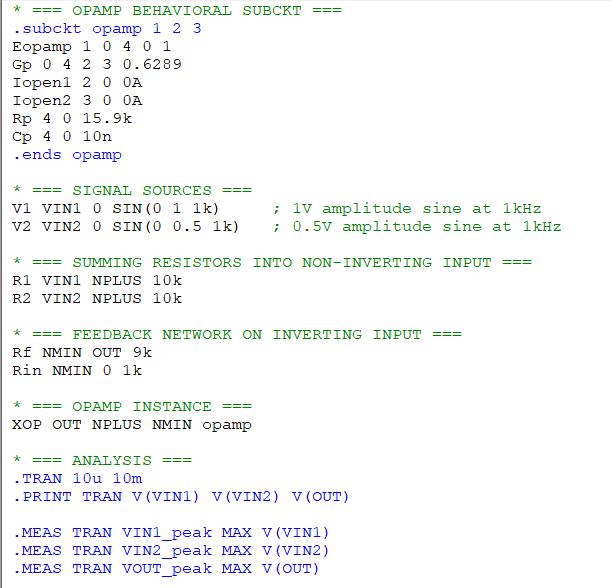 * === OPAMP BEHAVIORAL SUBCKT ===
.subckt opamp 1 2 3
Eopamp 1 0 4 0 1
Gp 0 4 2 3 0.6289
Iopen1 2 0 0A
Iopen2 3 0 0A
Rp 4 0 15.9k
Cp 4 0 10n
.ends opamp
* === SIGNAL SOURCES ===
V1 VIN1 0 SIN(0 1 1k) ; 1V amplitude sine at 1kHz
V2 VIN2 0 SIN(0 0.5 1k) ; 0.5V amplitude sine at 1kHz
* === SUMMING RESISTORS INTO NON-INVERTING INPUT ===
R1 VIN1 NPLUS 10k
R2 VIN2 NPLUS 10k
* === FEEDBACK NETWORK ON INVERTING INPUT ===
Rf NMIN OUT 9k
Rin NMIN 0 1k
* === OPAMP INSTANCE ===
XOP OUT NPLUS NMIN opamp
* === ANALYSIS ===
.TRAN 10u 10m
.PRINT TRAN V(VIN1) V(VIN2) V(OUT)
.MEAS TRAN VIN1_peak MAX V(VIN1)
.MEAS TRAN VIN2_peak MAX V(VIN2)
.MEAS TRAN VOUT_peak MAX V(OUT)